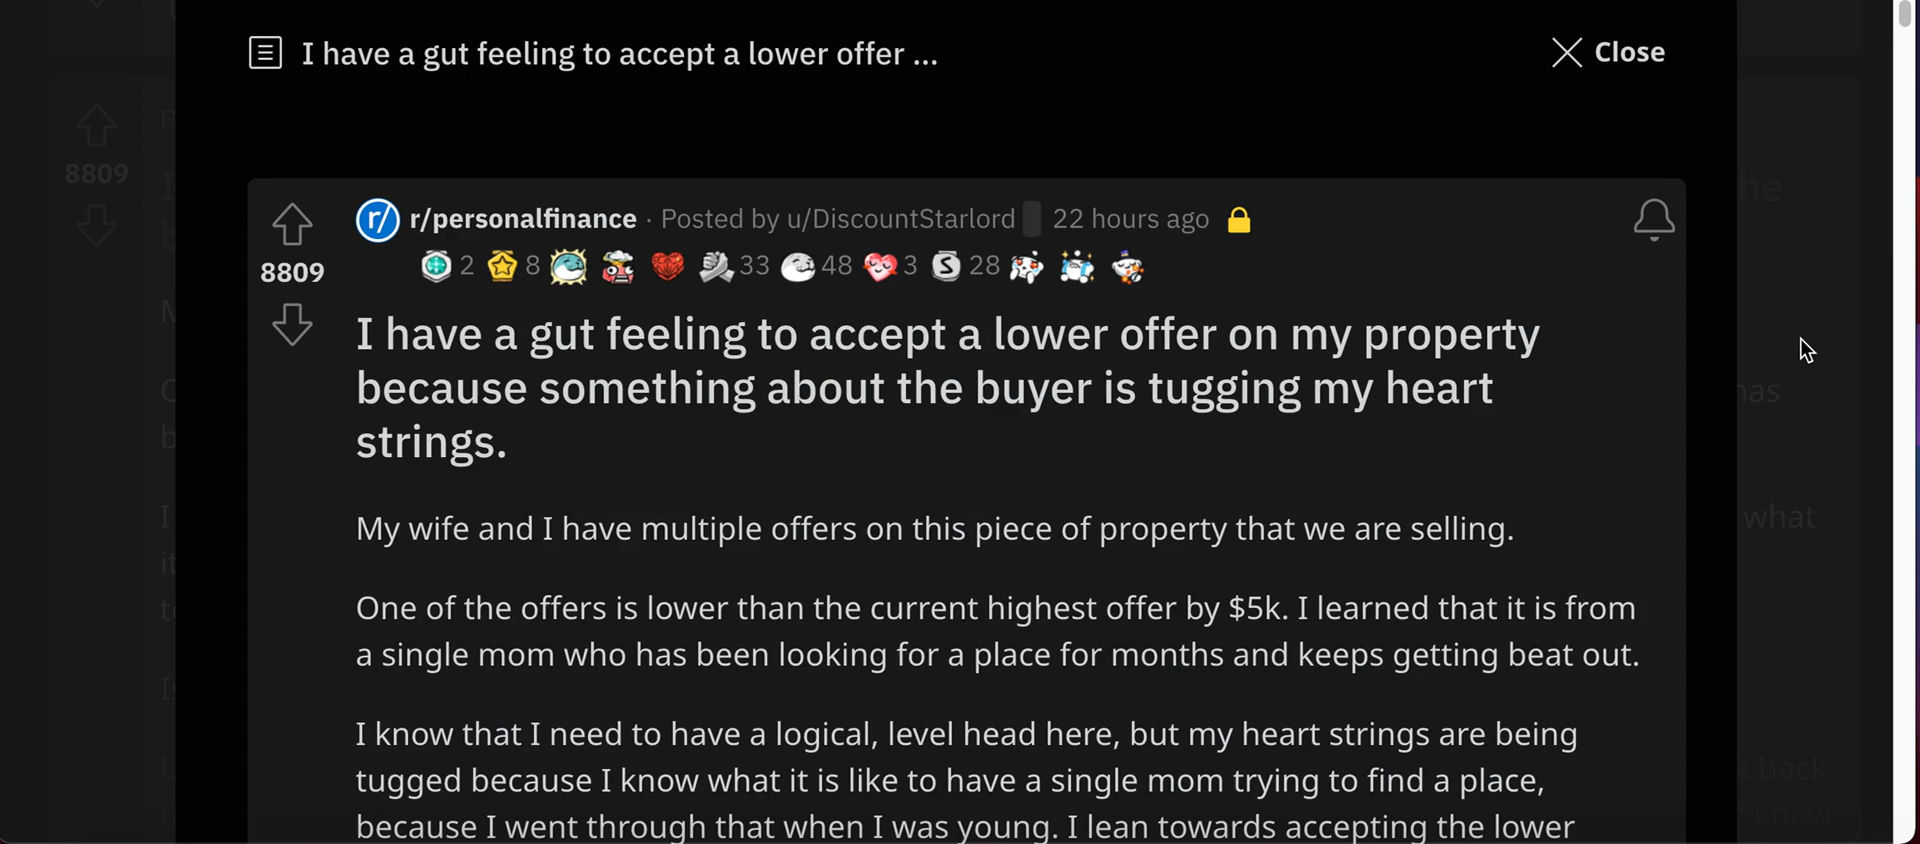 I have a gut feeling to accept a lower offer ...
Close
8809
r/personalfinance · Posted by u/DiscountStarlord 22 hours ago
2 8 33 48 3 S 28
8809
I have a gut feeling to accept a lower offer on my property
because something about the buyer is tugging my heart
strings.
My wife and I have multiple offers on this piece of property that we are selling.
One of the offers is lower than the current highest offer by $5k. I learned that it is from
a single mom who has been looking for a place for months and keeps getting beat out.
I know that I need to have a logical, level head here, but my heart strings are being
tugged because I know what it is like to have a single mom trying to find a place,
because I went through that when I was young. I lean towards accepting the lower
he
has
what
k back
knew